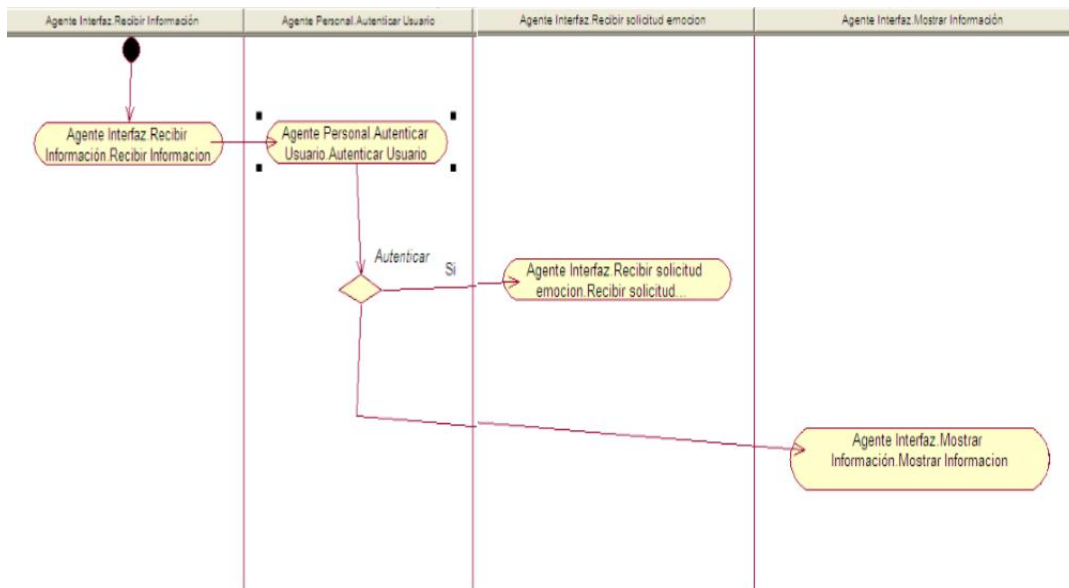 Agente Interfaz.Recibir Información
Agente Personal.Autenticar Usuario
Agente Interfaz.Recibir solicitud emocion
Agente Interfaz.Mostrar Información
Agente Interfaz.Recibir
Información.Recibir Informacion
Agente Personal.Autenticar
Usuario.Autenticar Usuario
Autenticar
Si
Agente Interfaz.Recibir solicitud
emocion.Recibir solicitud...
Agente Interfaz.Mostrar
Información.Mostrar Informacion